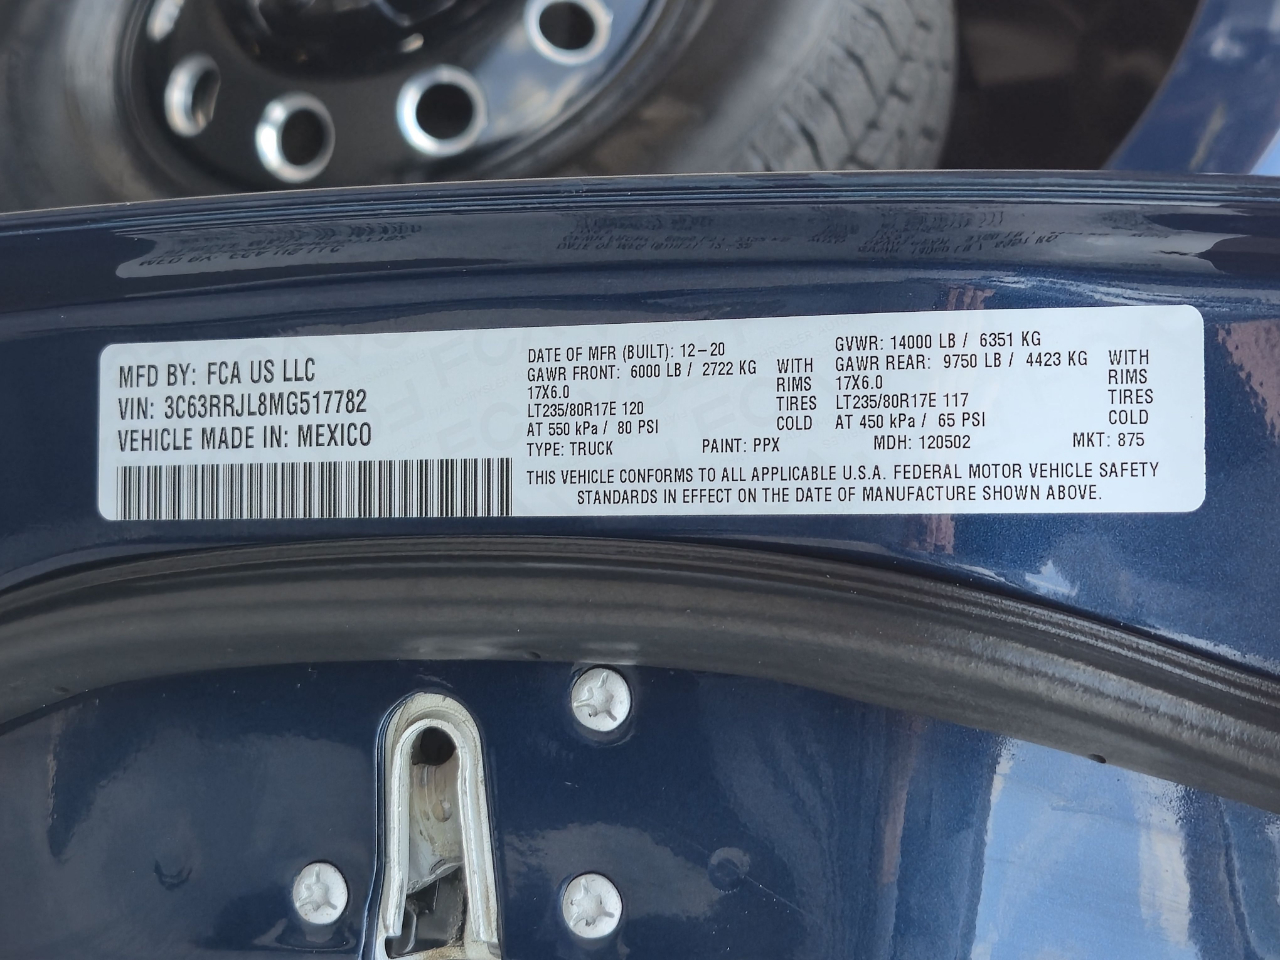 MFD BY: FCA US LLC
VIN: 3C63RRJL8MG517782
VEHICLE MADE IN: MEXICO
DATE OF MFR (BUILT): 12-20
GAWR FRONT: 6000 LB / 2722 KG WITH
17X6.0 RIMS
LT235/80R17E 120 TIRES
AT 550 kPa / 80 PSI COLD
GVWR: 14000 LB / 6351 KG
GAWR REAR: 9750 LB / 4423 KG WITH
17X6.0 RIMS
LT235/80R17E 117 TIRES
AT 450 kPa / 65 PSI COLD
TYPE: TRUCK PAINT: PPX MDH: 120502 MKT: 875
THIS VEHICLE CONFORMS TO ALL APPLICABLE U.S.A. FEDERAL MOTOR VEHICLE SAFETY
STANDARDS IN EFFECT ON THE DATE OF MANUFACTURE SHOWN ABOVE.